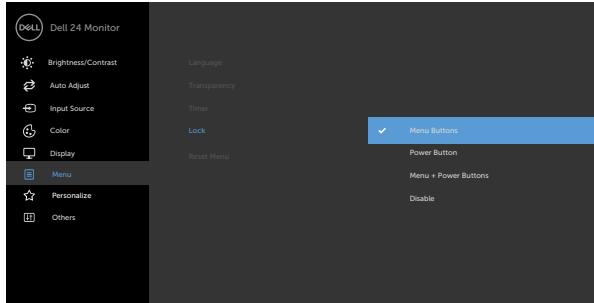 DELL Dell 24 Monitor
Brightness/Contrast
Auto Adjust
Input Source
Color
Display
Menu
Personalize
Others
Language
Transparency
Timer
Lock
Reset Menu
Menu Buttons
Power Button
Menu + Power Buttons
Disable